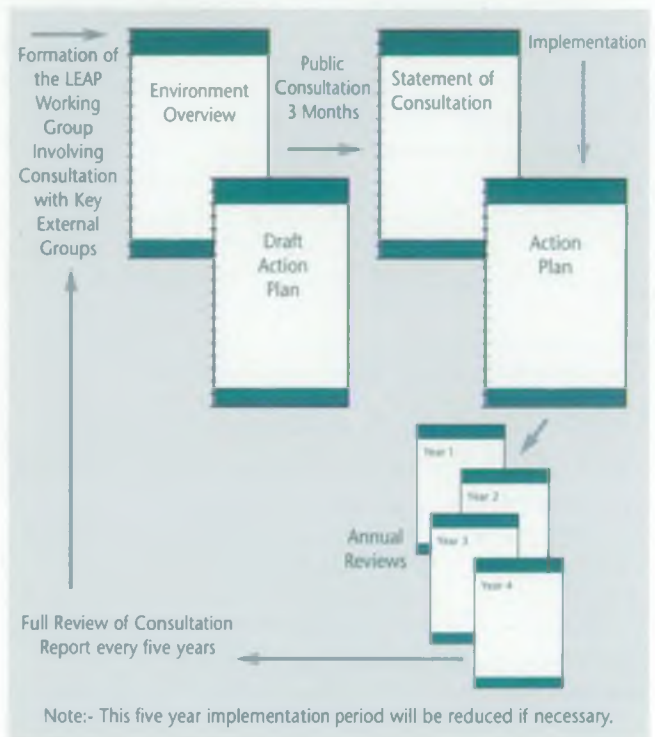 Formation of
the LEAP
Working
Group
Involving
Consultation
with Key
External
Groups
Environment
Overview
Draft
Action
Plan
Public
Consultation
3 Months
Statement of
Consultation
Implementation
Action
Plan
Year 1
Year 2
Year 3
Year 4
Annual
Reviews
Full Review of Consultation
Report every five years
Note:- This five year implementation period will be reduced if necessary.